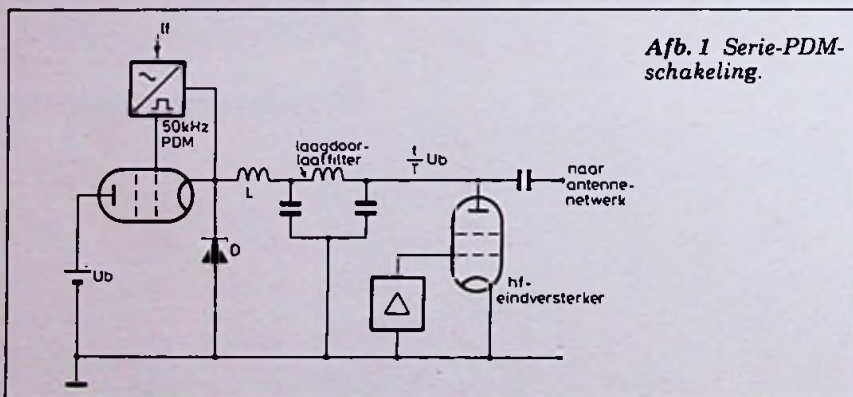 Afb. 1 Serie-PDM-
schakeling.
lf
50kHz
PDM
laagdoor-
laatfilter
t/T Ub
naar
antenne-
netwerk
L
D
Ub
hf-
eindversterker